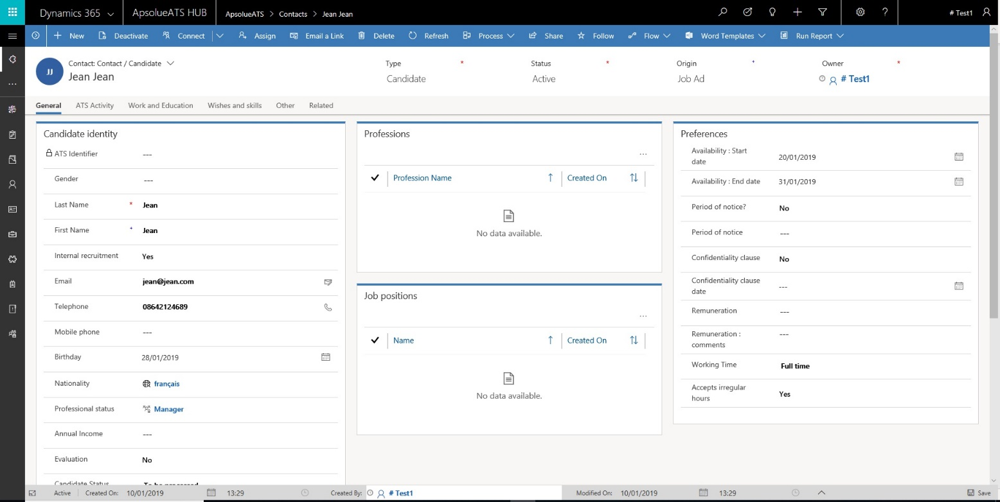 Dynamics 365 ApsolueATS HUB ApsolueATS > Contacts > Jean Jean # Test1
New Deactivate Connect Assign Email a Link Delete Refresh Process Share Follow Flow Word Templates Run Report
JJ
Contact: Contact / Candidate
Jean Jean
Type *
Candidate
Status *
Active
Origin +
Job Ad
Owner *
# Test1
General ATS Activity Work and Education Wishes and skills Other Related
Candidate identity
ATS Identifier ---
Gender ---
Last Name * Jean
First Name + Jean
Internal recruitment Yes
Email jean@jean.com
Telephone 08642124689
Mobile phone ---
Birthday 28/01/2019
Nationality français
Professional status Manager
Annual Income ---
Evaluation No
Candidate Status To be processed
Professions
...
Profession Name Created On
No data available.
Job positions
...
Name Created On
No data available.
Preferences
Availability : Start
date
20/01/2019
Availability : End date 31/01/2019
Period of notice? No
Period of notice ---
Confidentiality clause No
Confidentiality clause
date
---
Remuneration ---
Remuneration :
comments
---
Working Time Full time
Accepts irregular
hours
Yes
Active Created On: 10/01/2019 13:29 Created By: # Test1 Modified On: 10/01/2019 13:29 Save